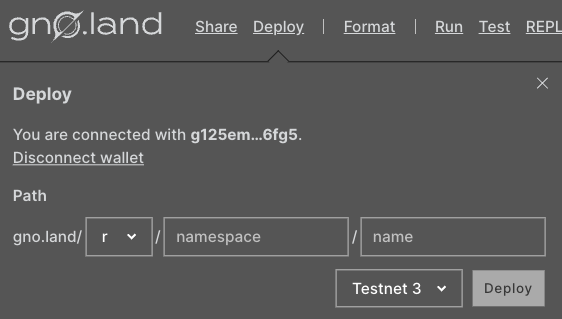 gno.land Share Deploy | Format | Run Test REPL
Deploy
You are connected with g125em...6fg5.
Disconnect wallet
Path
gno.land/ r / namespace / name
Testnet 3 Deploy